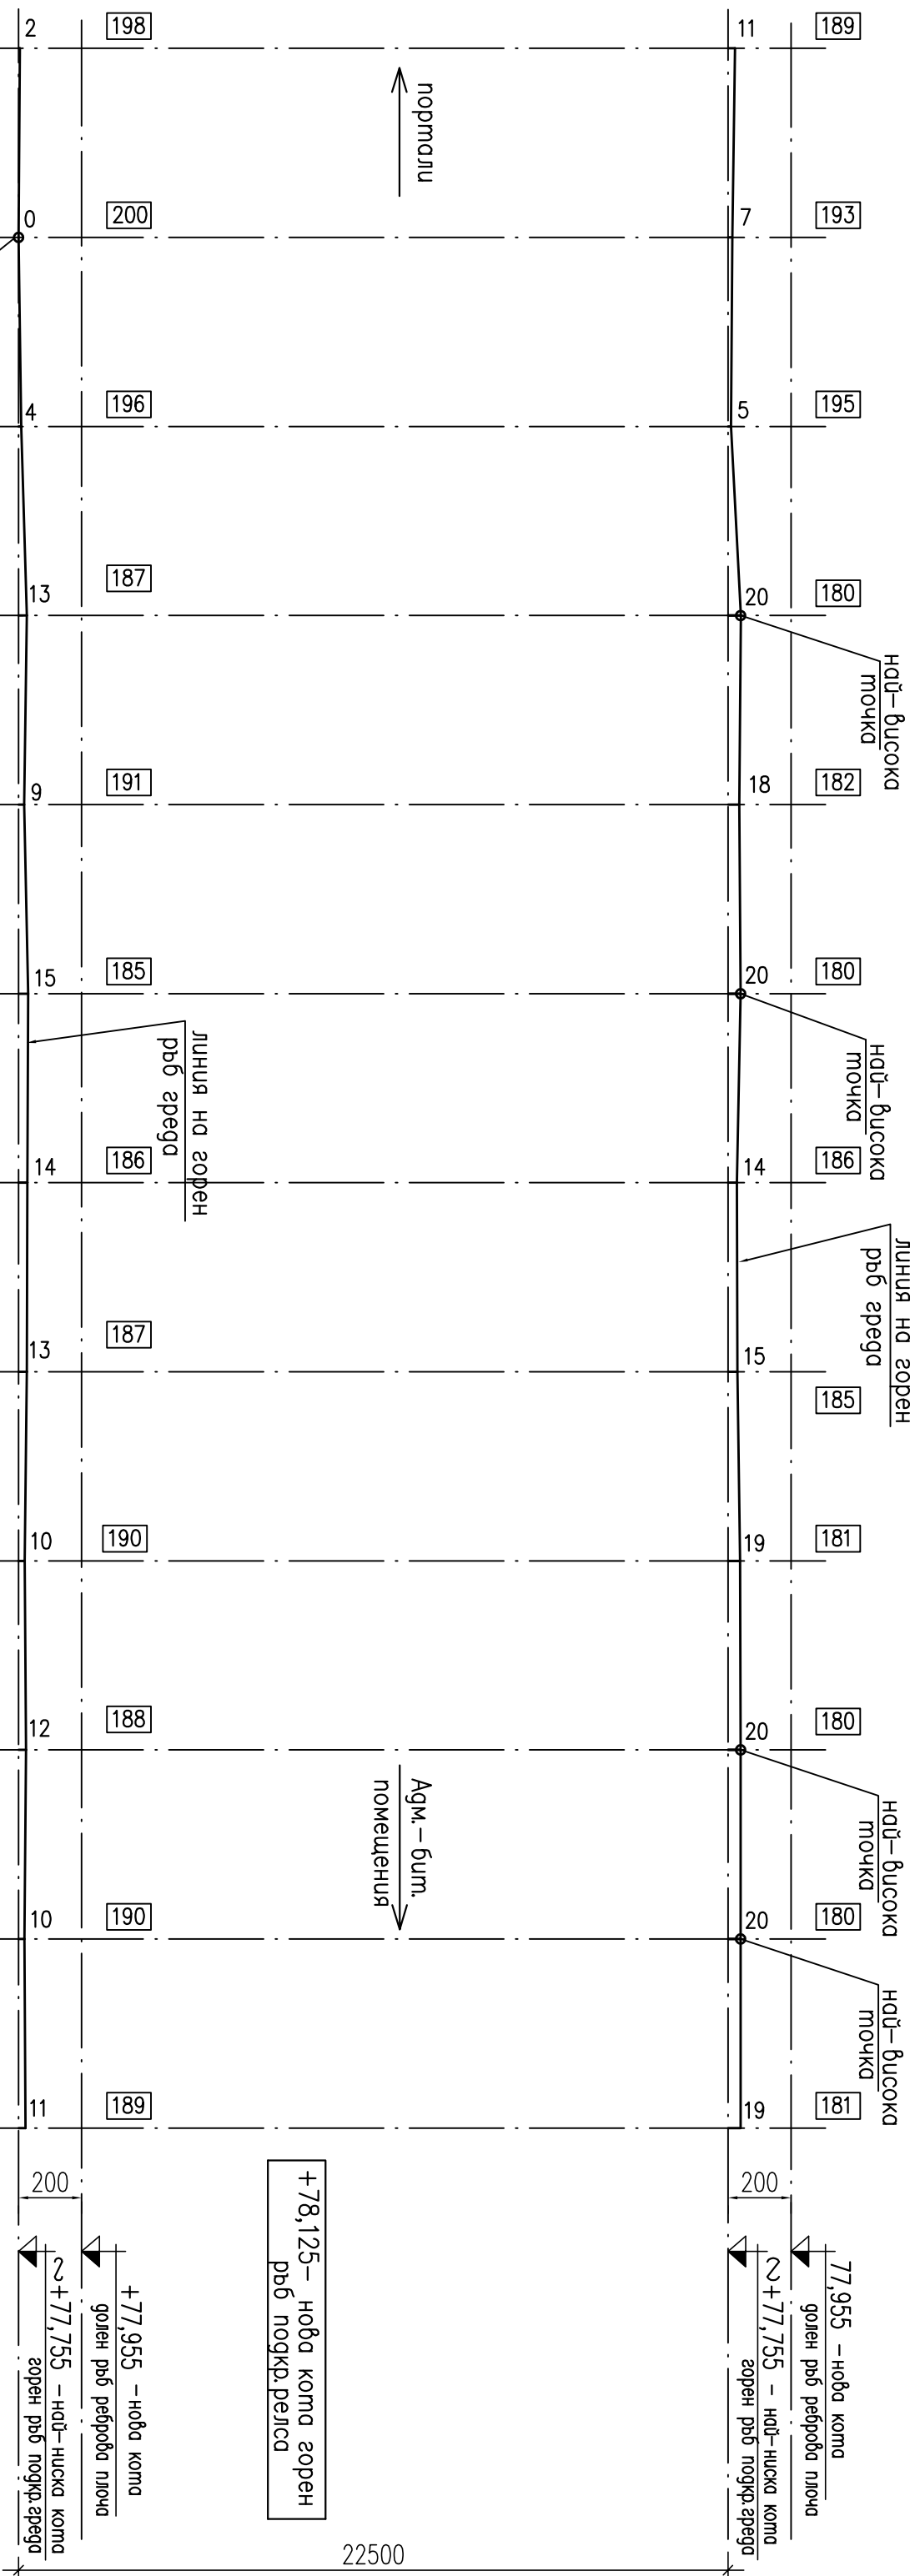 2
198
11
189
портали
0
200
7
193
4
196
5
195
13
187
20
180
най-висока
точка
9
191
18
182
15
185
20
180
най-висока
точка
линия на горен
ръб греда
14
186
14
186
линия на горен
ръб греда
13
187
15
185
10
190
19
181
12
188
20
180
най-висока
точка
Адм.-бит.
помещения
10
190
20
180
най-висока
точка
11
189
19
181
200
200
+78,125- нова кота горен
ръб подкр.релса
77,955 -нова кота
долен ръб реброва плоча
+77,755 - най-ниска кота
горен ръб подкр.греда
+77,955 -нова кота
долен ръб реброва плоча
+77,755 -най-ниска кота
горен ръб подкр.греда
22500